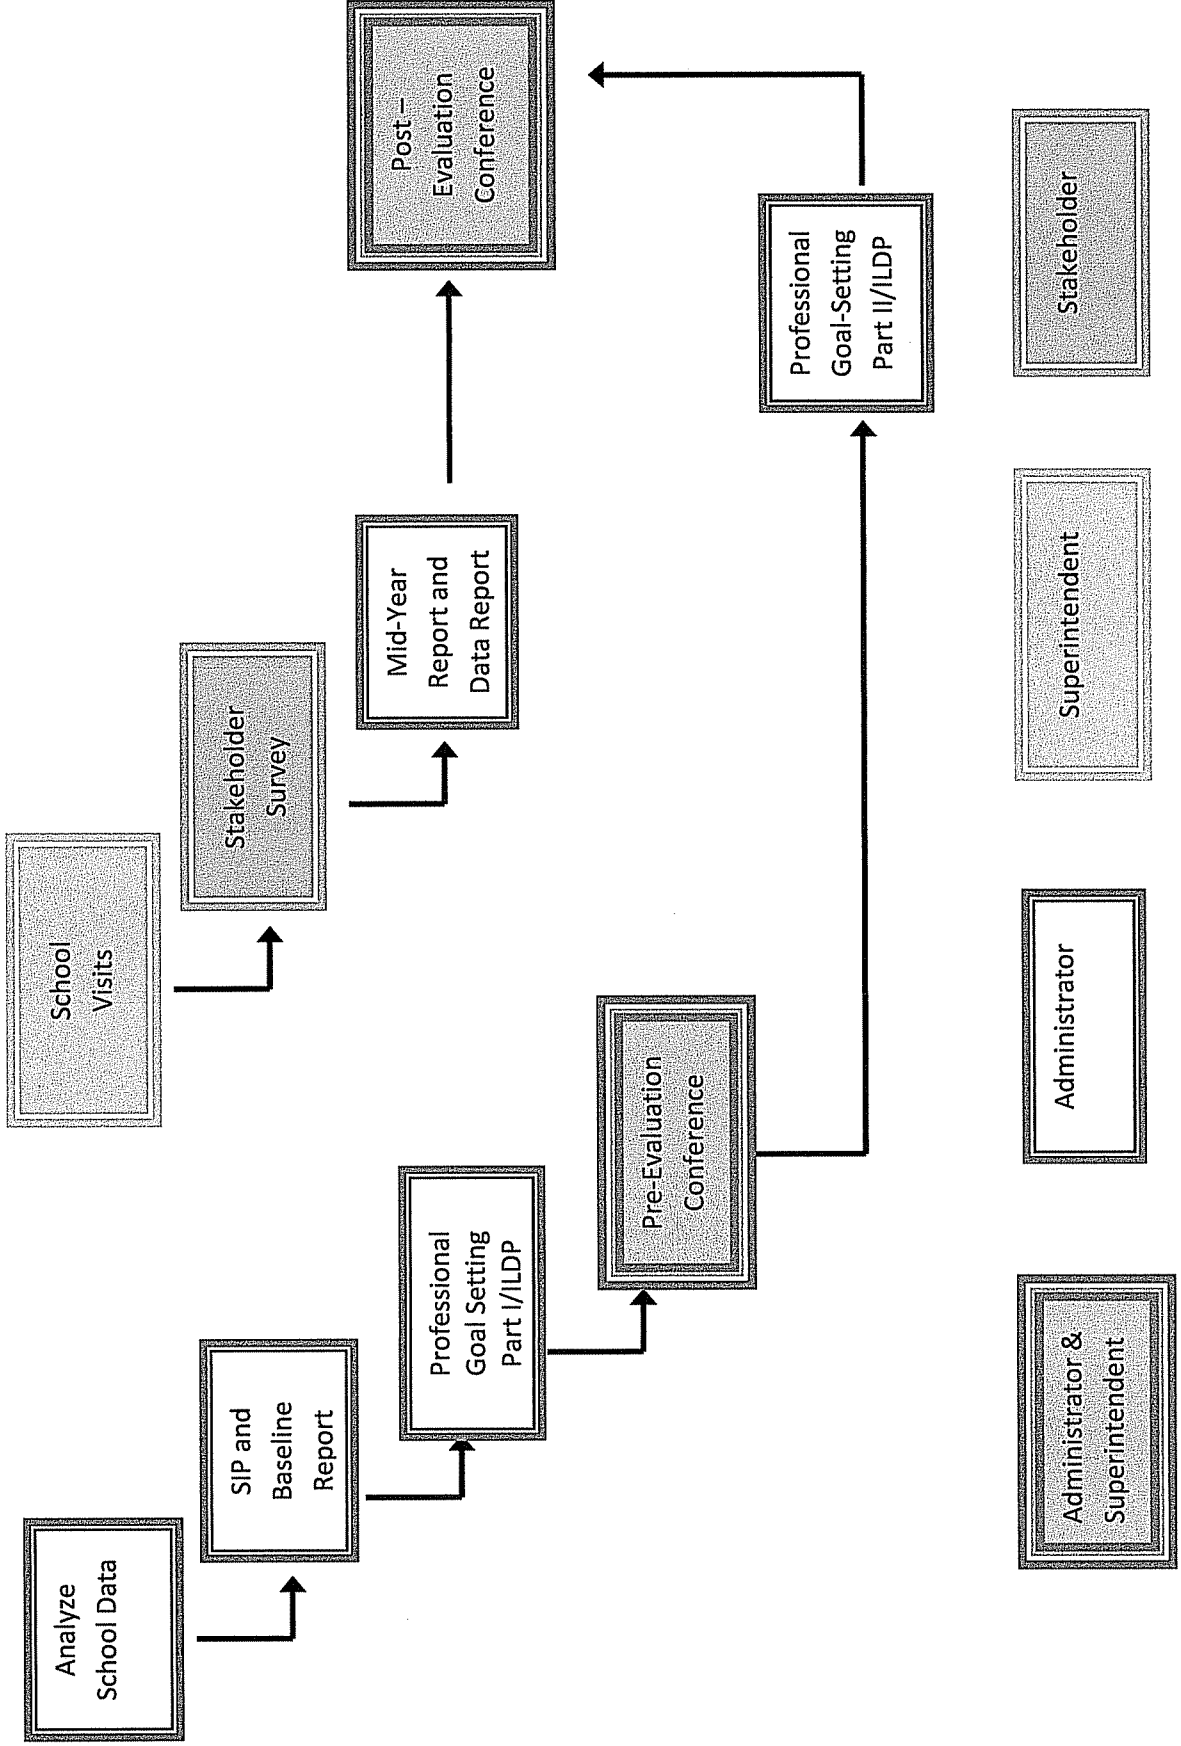 Analyze
School Data
SIP and
Baseline
Report
Professional
Goal Setting
Part I/ILDP
Pre-Evaluation
Conference
School
Visits
Stakeholder
Survey
Mid-Year
Report and
Data Report
Professional
Goal-Setting
Part II/ILDP
Post –
Evaluation
Conference
Administrator &
Superintendent
Administrator
Superintendent
Stakeholder